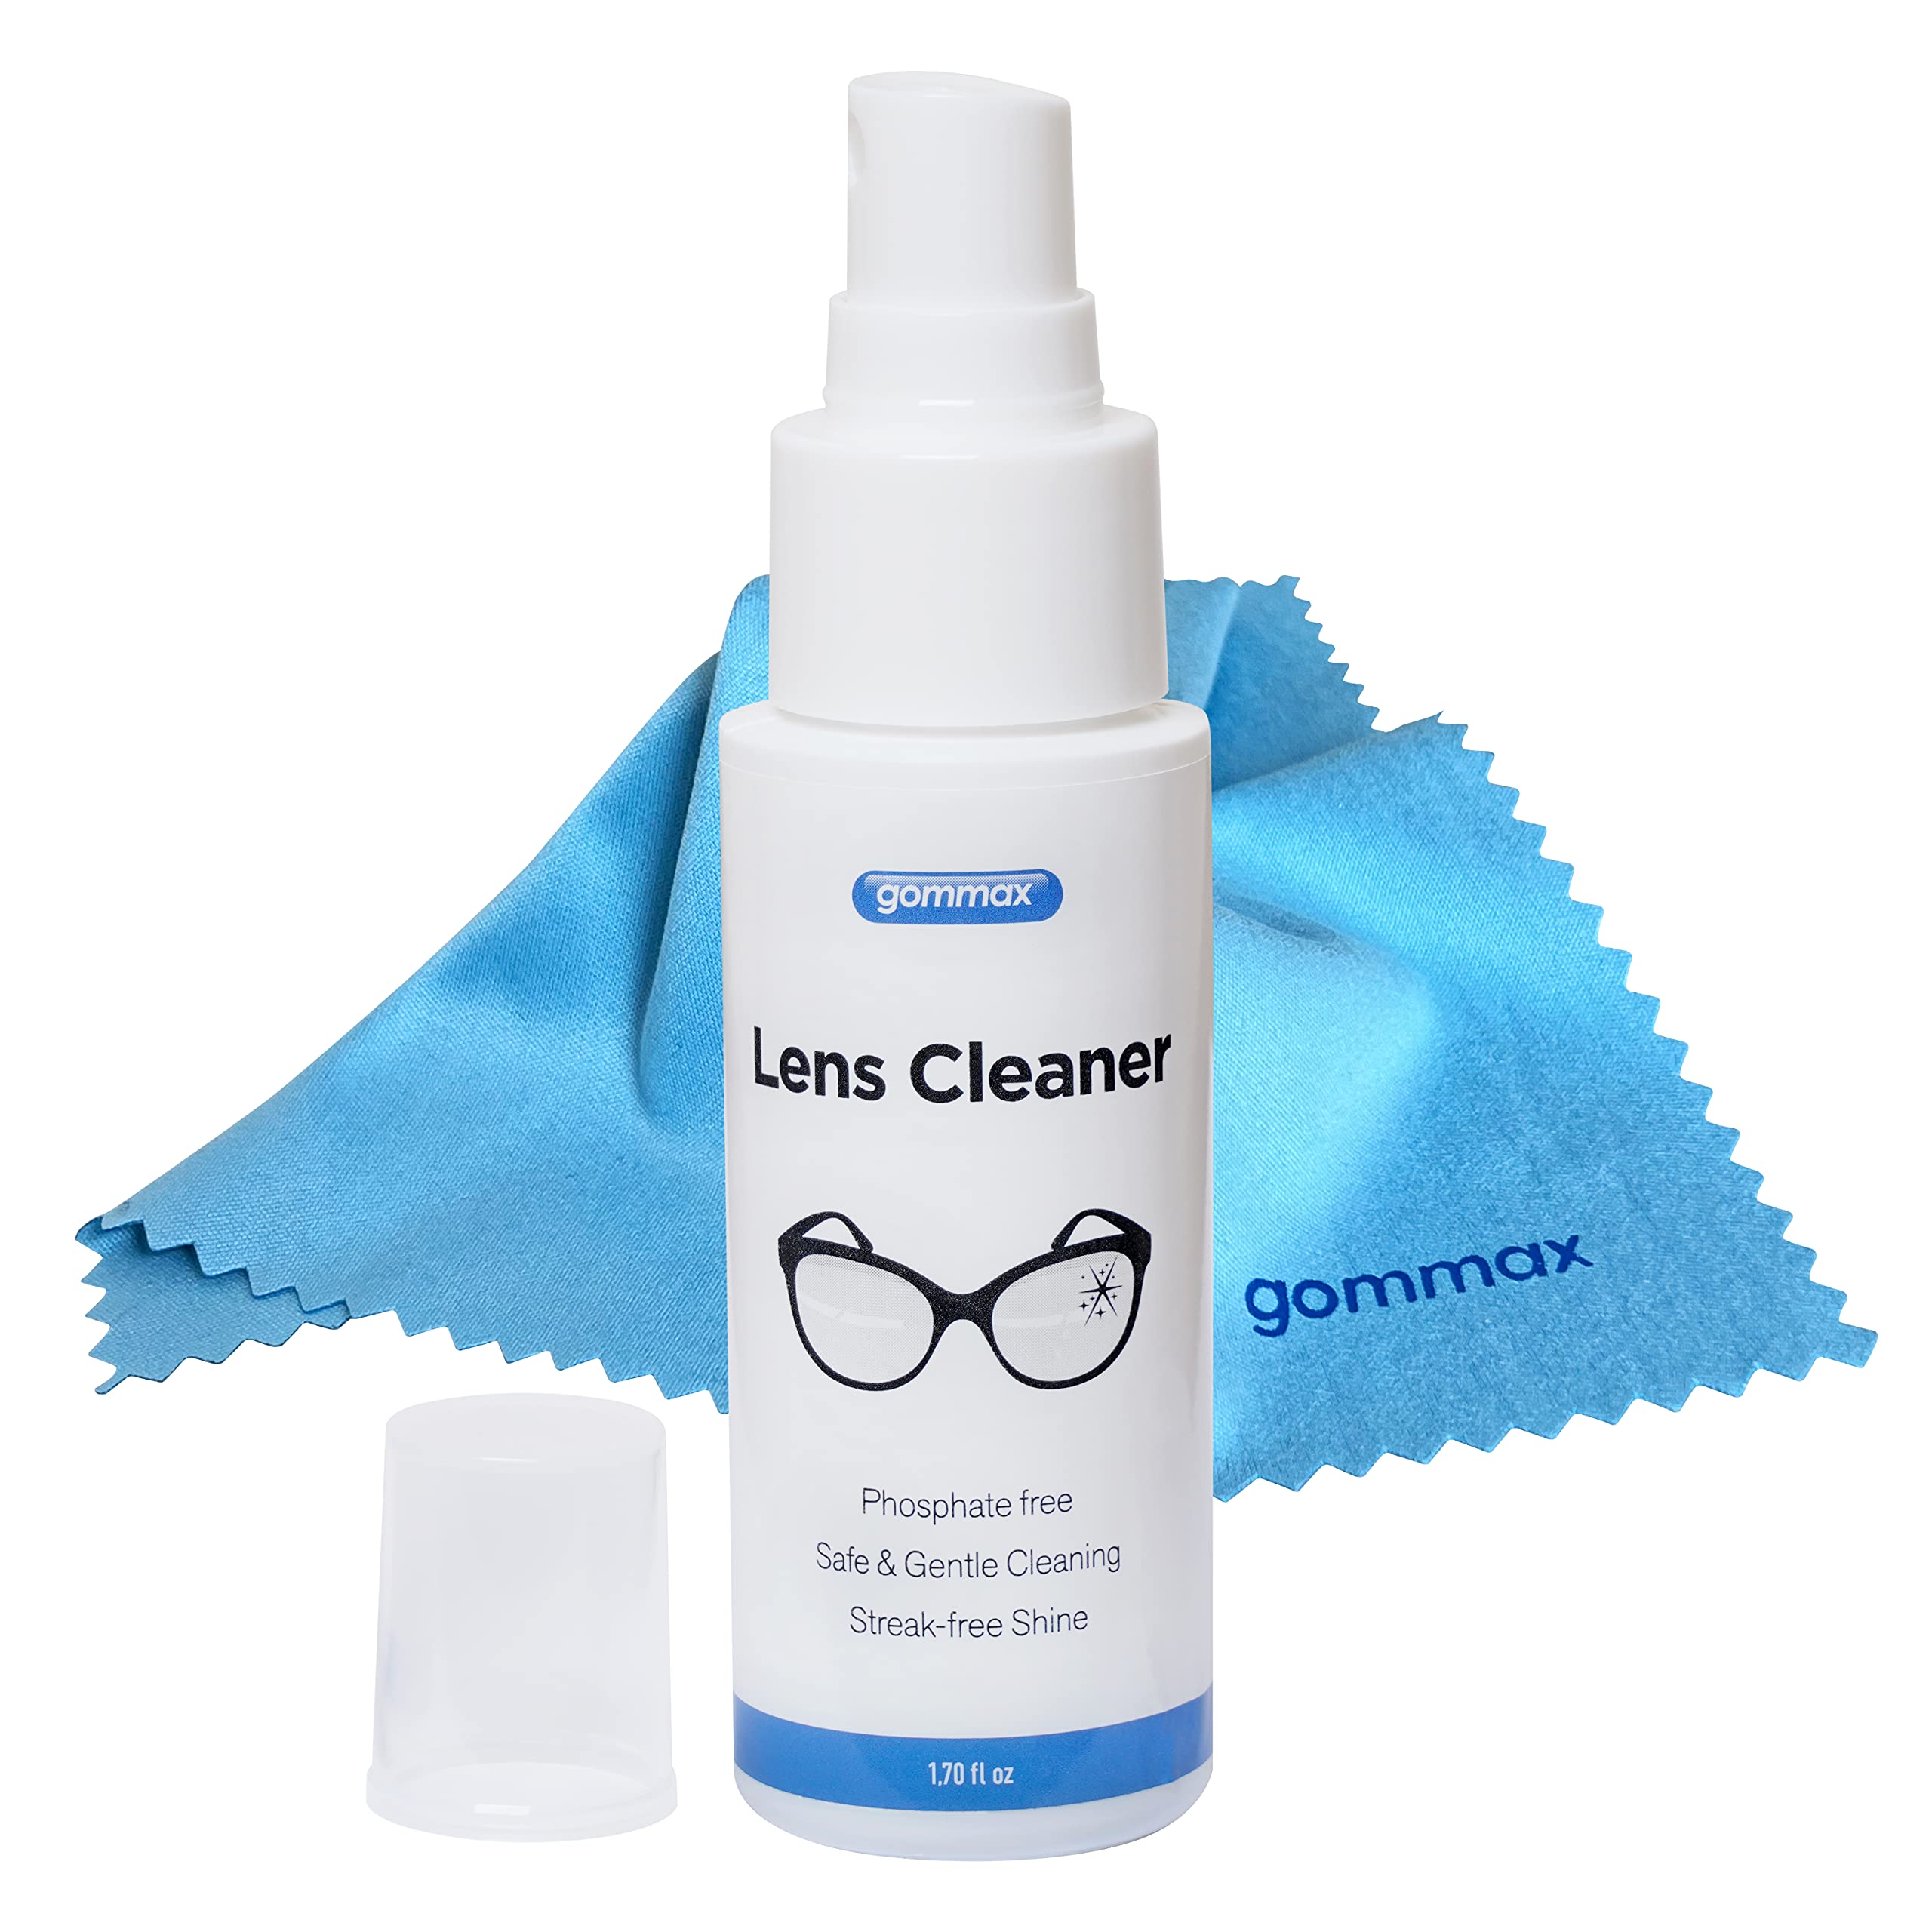 gommax
Lens Cleaner
gommax
Phosphate free
Safe & Gentle Cleaning
Streak-free Shine
1.70 fl oz